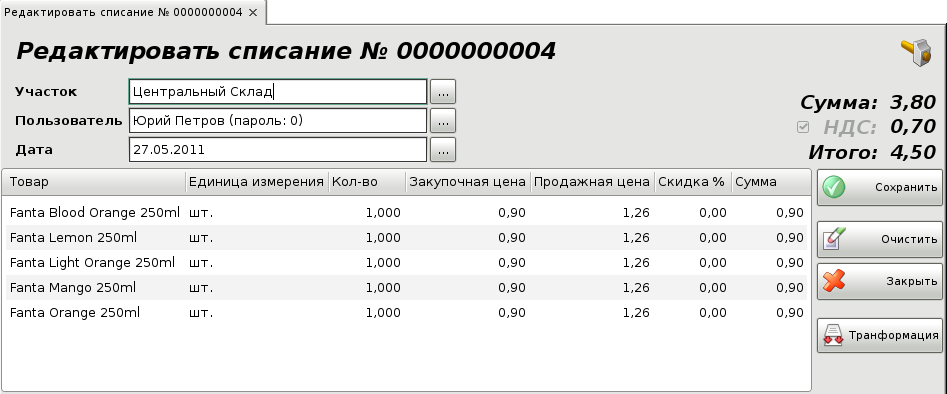 Редактировать списание № 0000000004 ×
Редактировать списание № 0000000004
Участок Центральный Склад ...
Пользователь Юрий Петров (пароль: 0) ...
Дата 27.05.2011 ...
Сумма: 3,80
НДС: 0,70
Итого: 4,50
Товар Единица измерения Кол-во Закупочная цена Продажная цена Скидка % Сумма
Fanta Blood Orange 250ml шт. 1,000 0,90 1,26 0,00 0,90
Fanta Lemon 250ml шт. 1,000 0,90 1,26 0,00 0,90
Fanta Light Orange 250ml шт. 1,000 0,90 1,26 0,00 0,90
Fanta Mango 250ml шт. 1,000 0,90 1,26 0,00 0,90
Fanta Orange 250ml шт. 1,000 0,90 1,26 0,00 0,90
Сохранить
Очистить
Закрыть
Транформация